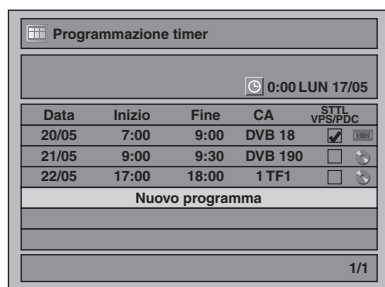 Programmazione timer
0:00 LUN 17/05
Data Inizio Fine CA STTL VPS/PDC
20/05 7:00 9:00 DVB 18
21/05 9:00 9:30 DVB 190
22/05 17:00 18:00 1 TF1
Nuovo programma
1/1